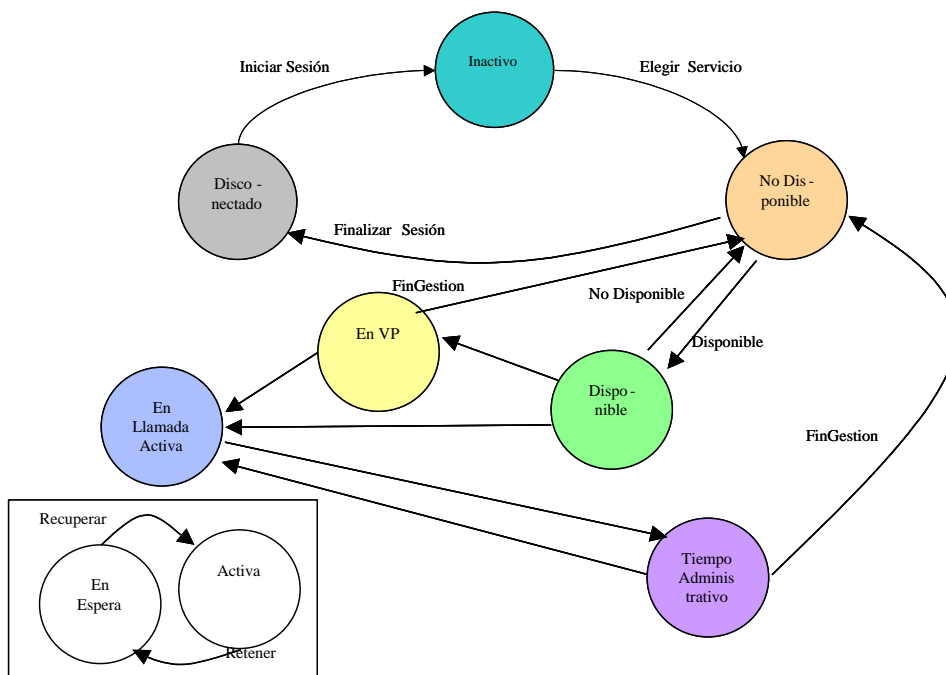 Inactivo
Iniciar Sesión
Elegir Servicio
Disco -
nectado
No Dis -
ponible
Finalizar Sesión
FinGestion
No Disponible
En VP
Disponible
Dispo -
nible
En
Llamada
Activa
FinGestion
Recuperar
En
Espera
Activa
Retener
Tiempo
Adminis
trativo